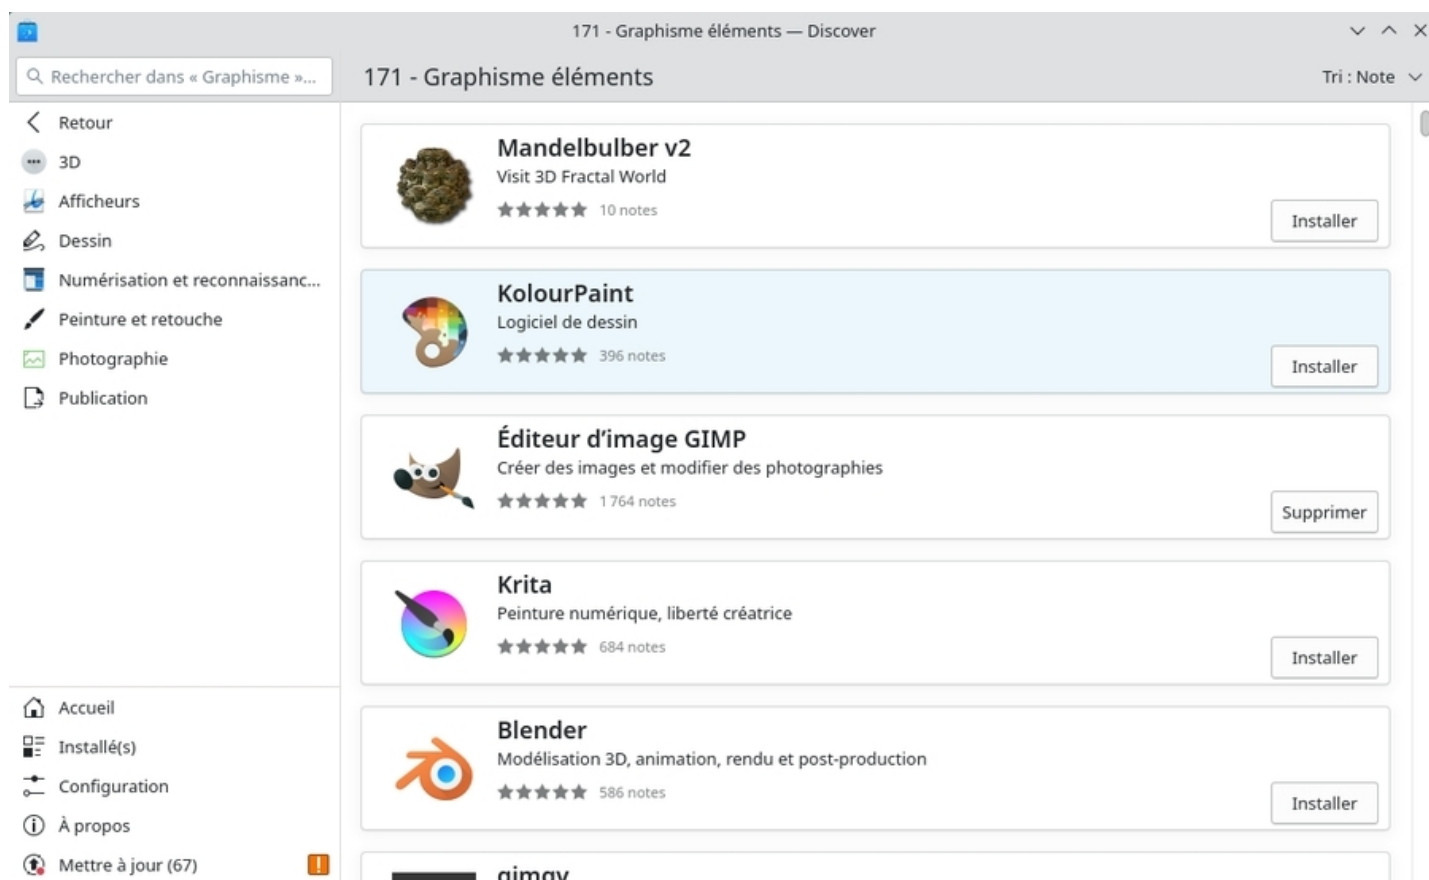 171 - Graphisme éléments — Discover
Rechercher dans « Graphisme »...
171 - Graphisme éléments
Tri : Note
Retour
3D
Afficheurs
Dessin
Numérisation et reconnaissanc...
Peinture et retouche
Photographie
Publication
Accueil
Installé(s)
Configuration
À propos
Mettre à jour (67)
Mandelbulber v2
Visit 3D Fractal World
10 notes
Installer
KolourPaint
Logiciel de dessin
396 notes
Installer
Éditeur d’image GIMP
Créer des images et modifier des photographies
1 764 notes
Supprimer
Krita
Peinture numérique, liberté créatrice
684 notes
Installer
Blender
Modélisation 3D, animation, rendu et post-production
586 notes
Installer